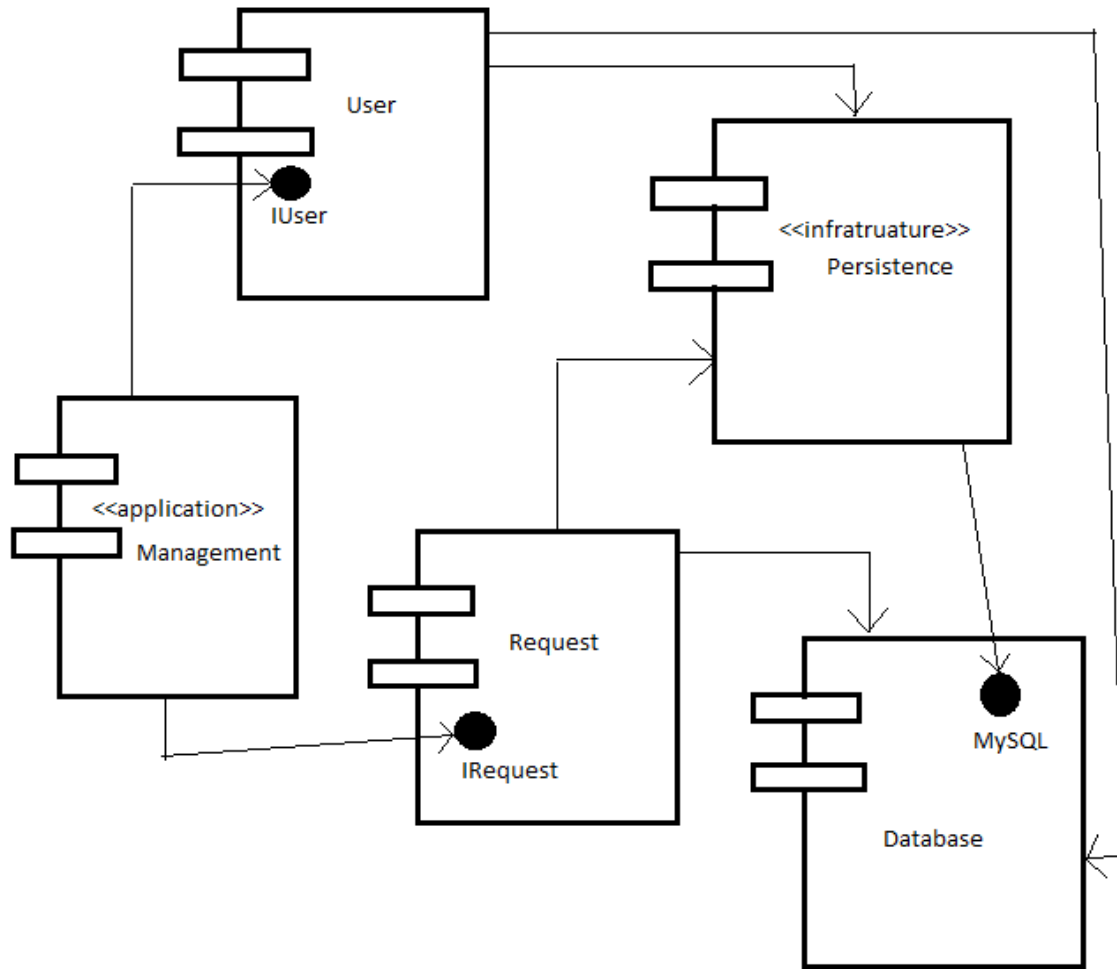 User
IUser
<<infratruature>>
Persistence
<<application>>
Management
Request
IRequest
MySQL
Database